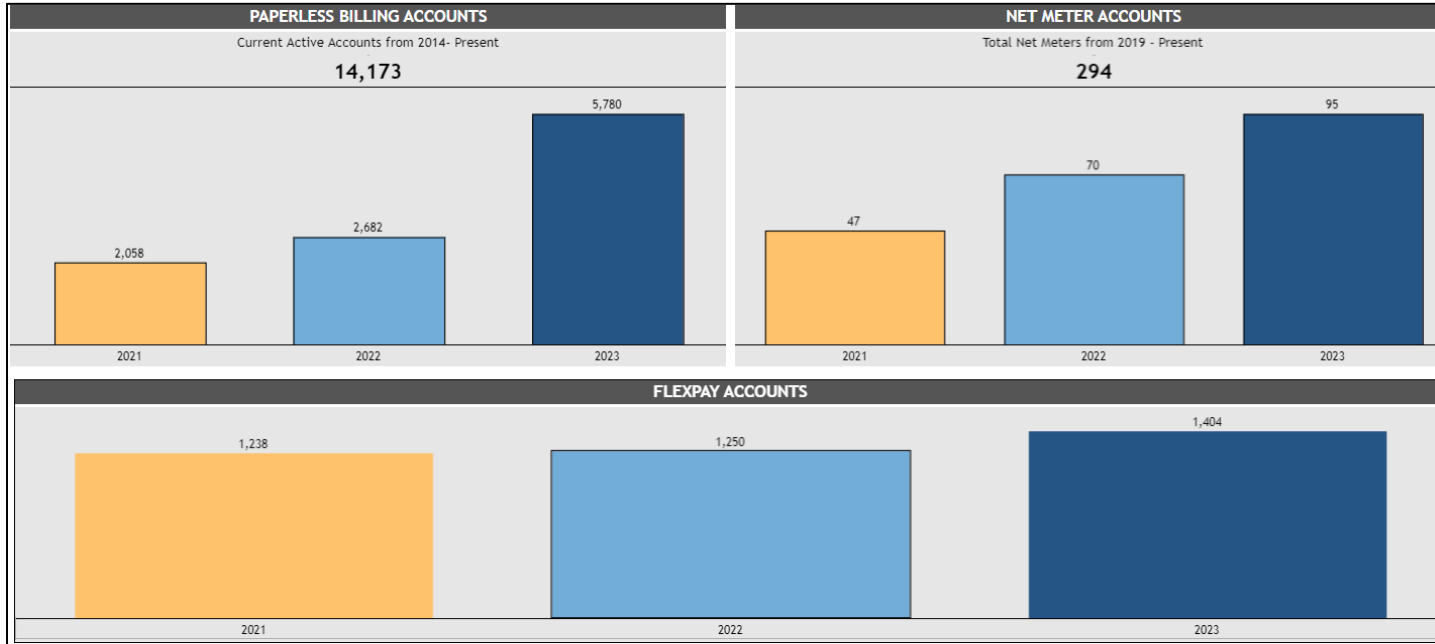 PAPERLESS BILLING ACCOUNTS
Current Active Accounts from 2014- Present
14,173
5,780
2,682
2,058
2021 2022 2023
NET METER ACCOUNTS
Total Net Meters from 2019 - Present
294
95
70
47
2021 2022 2023
FLEXPAY ACCOUNTS
1,404
1,238 1,250
2021 2022 2023